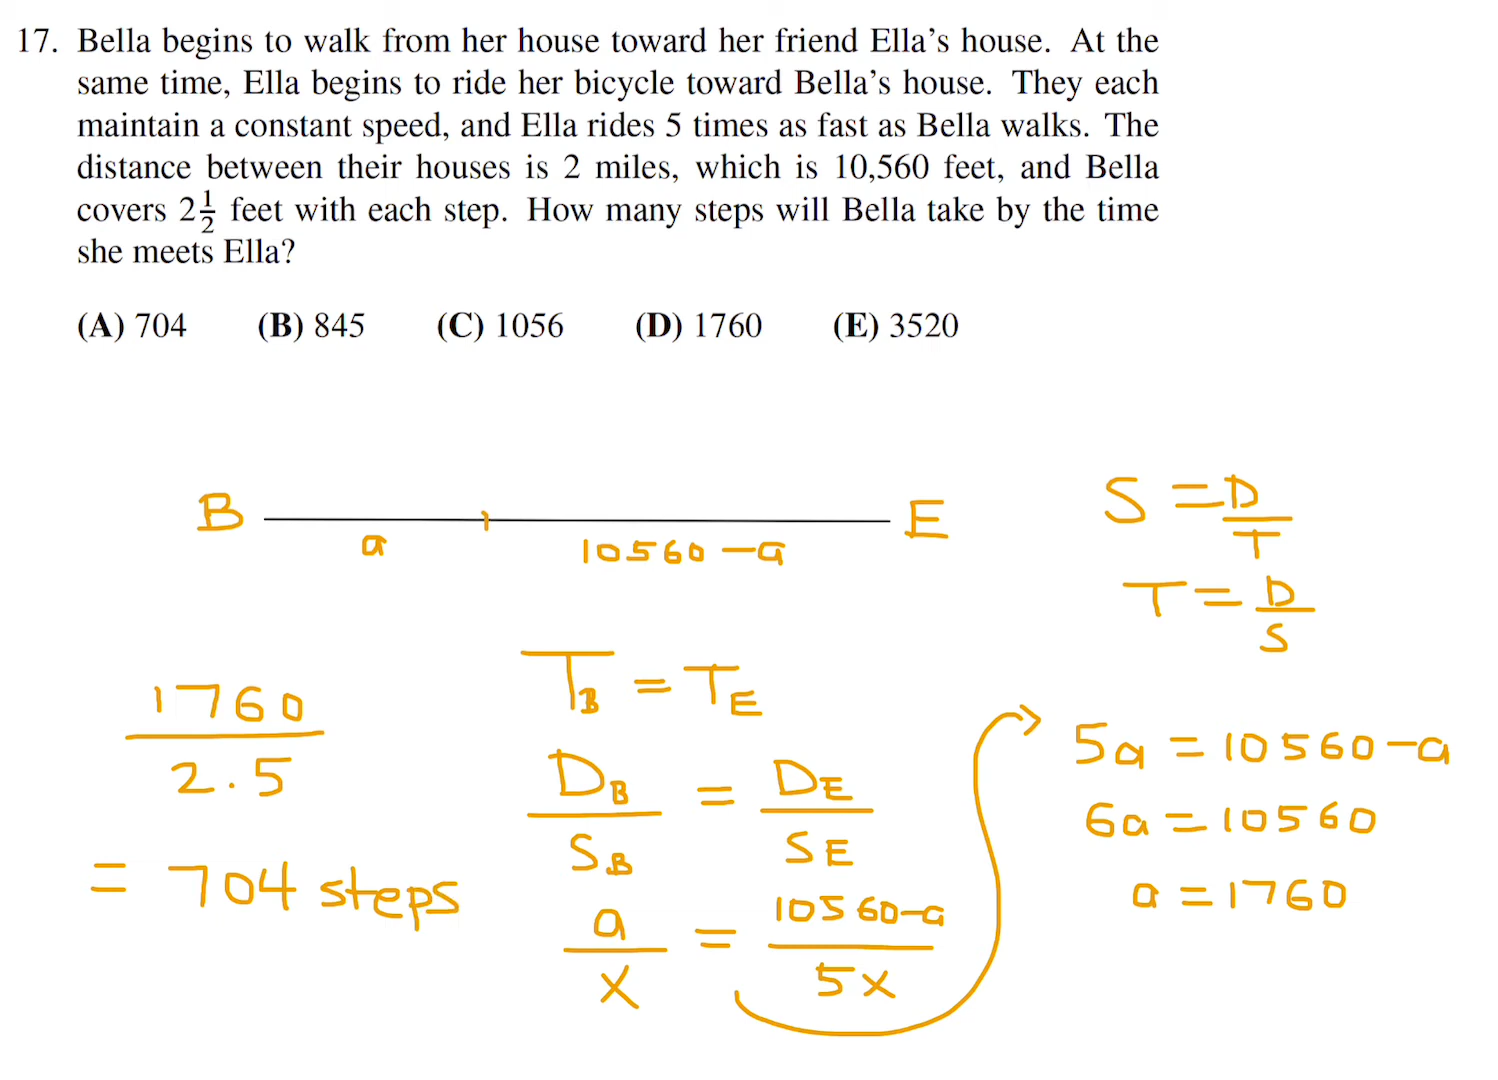 17. Bella begins to walk from her house toward her friend Ella’s house. At the
same time, Ella begins to ride her bicycle toward Bella’s house. They each
maintain a constant speed, and Ella rides 5 times as fast as Bella walks. The
distance between their houses is 2 miles, which is 10,560 feet, and Bella
covers 2 1/2 feet with each step. How many steps will Bella take by the time
she meets Ella?
(A) 704 (B) 845 (C) 1056 (D) 1760 (E) 3520
B E
a 10560-a
S = D/T
T = D/S
T_B = T_E
D_B/S_B = D_E/S_E
a/x = 10560-a/5x
5a = 10560-a
6a = 10560
a = 1760
1760/2.5
= 704 steps